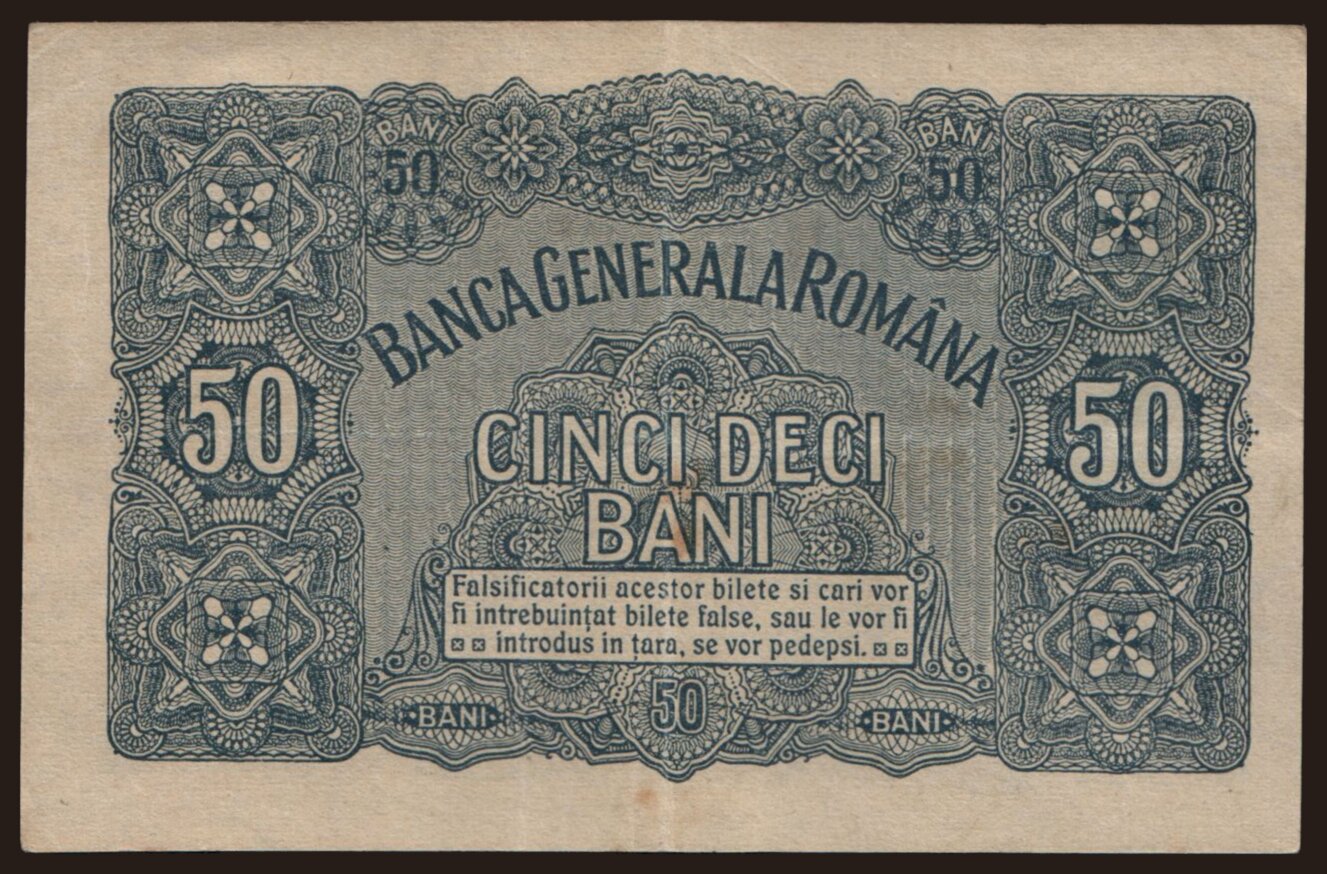 BANI
50
BANI
50
BANCA GENERALA ROMÂNA
50
50
CINCI DECI
BANI
Falsificatorii acestor bilete si cari vor
fi intrebuințat bilete false, sau le vor fi
introdus in țara, se vor pedepsi.
50
BANI
BANI